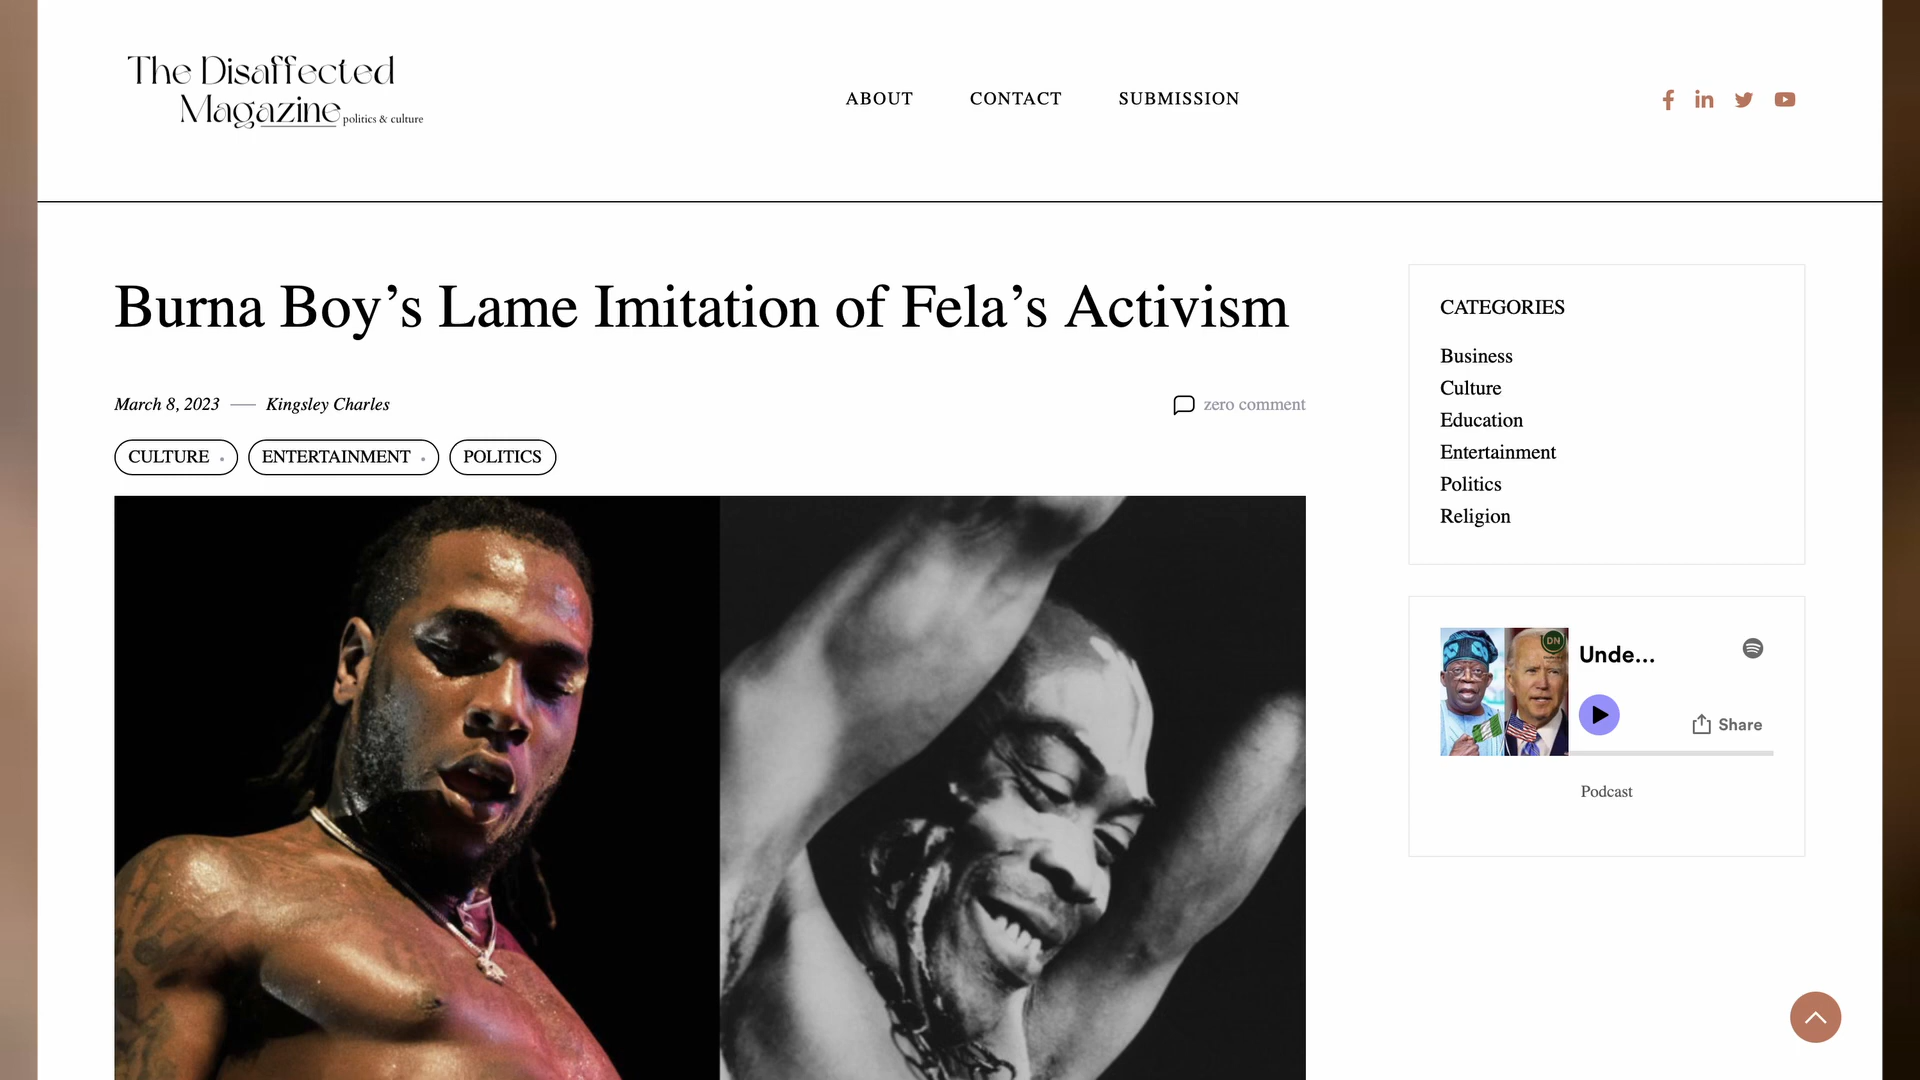 The Disaffected
Magazine politics & culture
ABOUT
CONTACT
SUBMISSION
Burna Boy’s Lame Imitation of Fela’s Activism
March 8, 2023 — Kingsley Charles
zero comment
CULTURE
ENTERTAINMENT
POLITICS
CATEGORIES
Business
Culture
Education
Entertainment
Politics
Religion
DN
Unde...
Share
Podcast